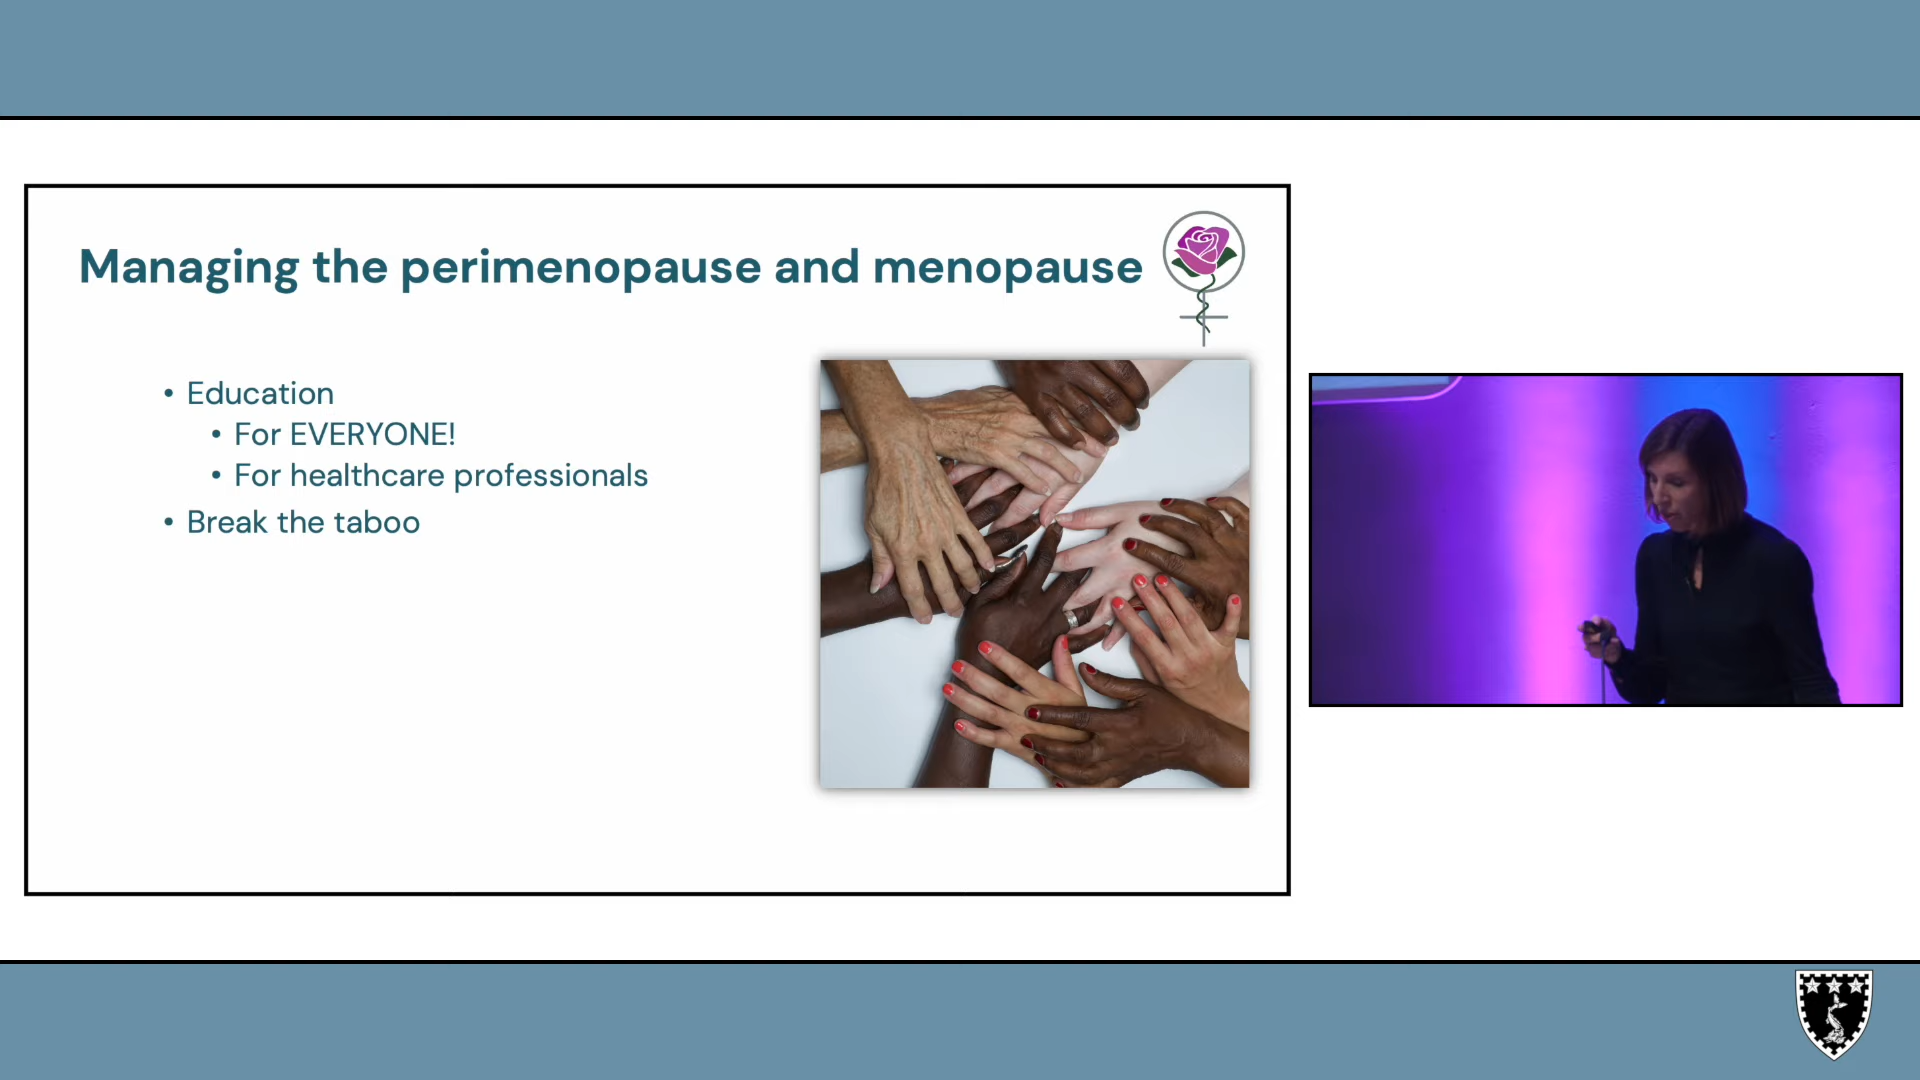 Managing the perimenopause and menopause
• Education
• For EVERYONE!
• For healthcare professionals
• Break the taboo